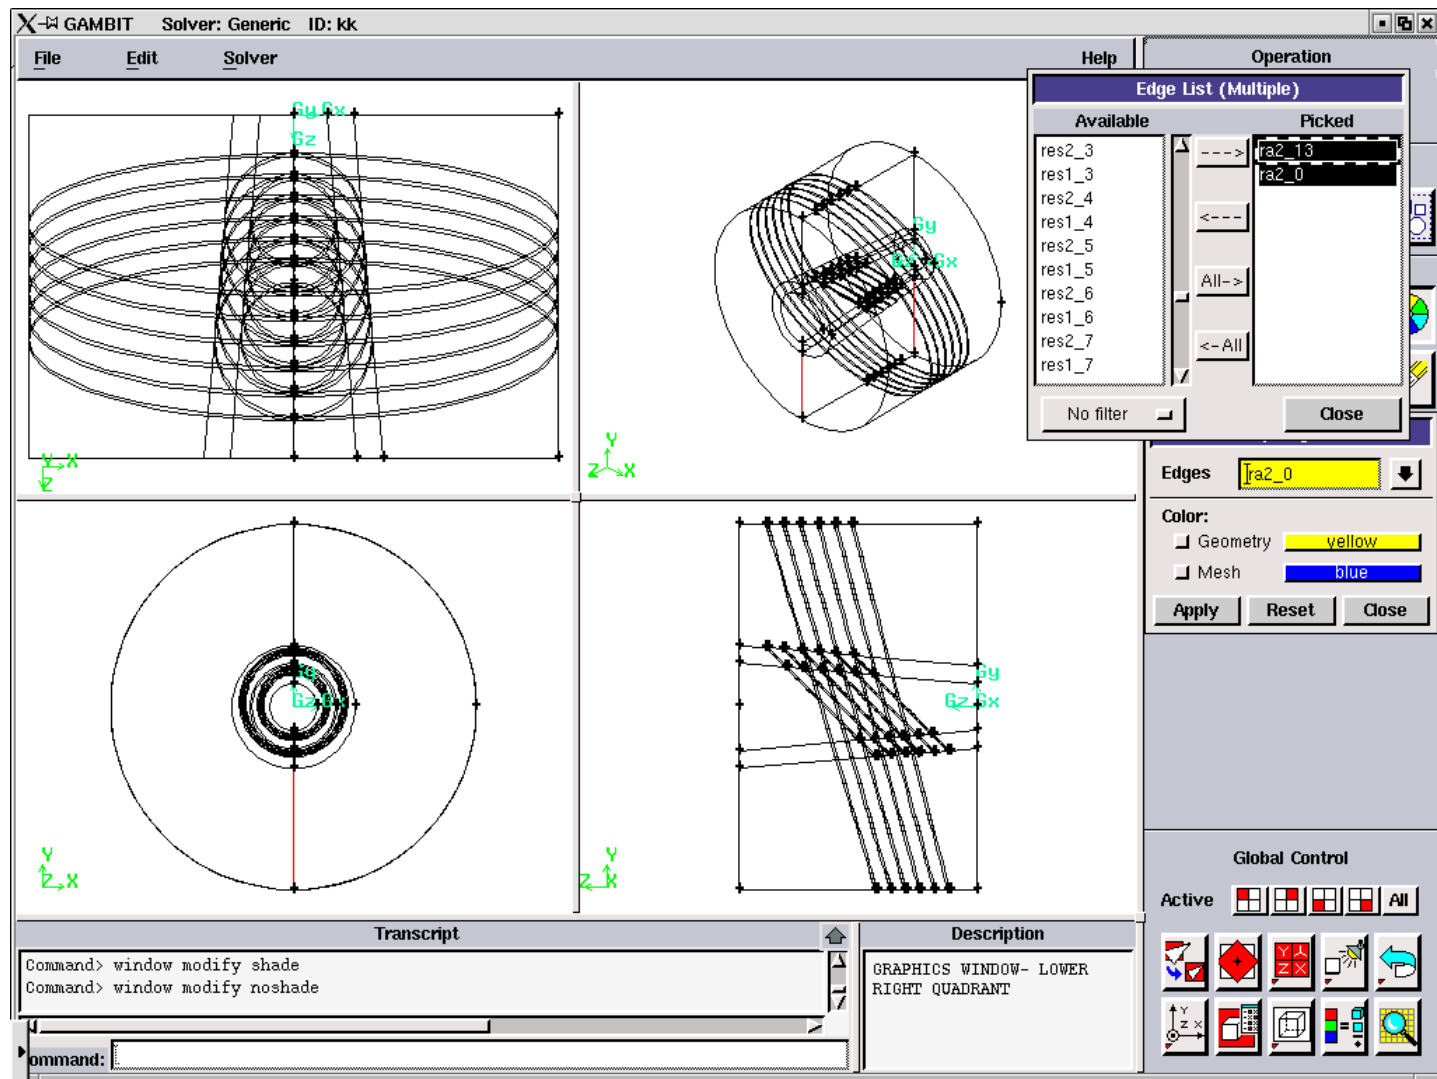 GAMBIT Solver: Generic ID: kk
File Edit Solver Help
Operation
Edge List (Multiple)
Available Picked
res2_3
res1_3
res2_4
res1_4
res2_5
res1_5
res2_6
res1_6
res2_7
res1_7
--->
<---
All->
<-All
ra2_13
ra2_0
No filter
Close
Edges ra2_0
Color:
Geometry yellow
Mesh blue
Apply Reset Close
Gy Gx
Gz
Y X
Z
Gy
Gz Gx
Y
Z X
Gy
Gz Gx
Y
Z X
Gy
Gz Gx
Y
Z X
Global Control
Active All
Y
Z X
Y
Z X
Transcript
Command> window modify shade
Command> window modify noshade
ommand:
Description
GRAPHICS WINDOW- LOWER
RIGHT QUADRANT